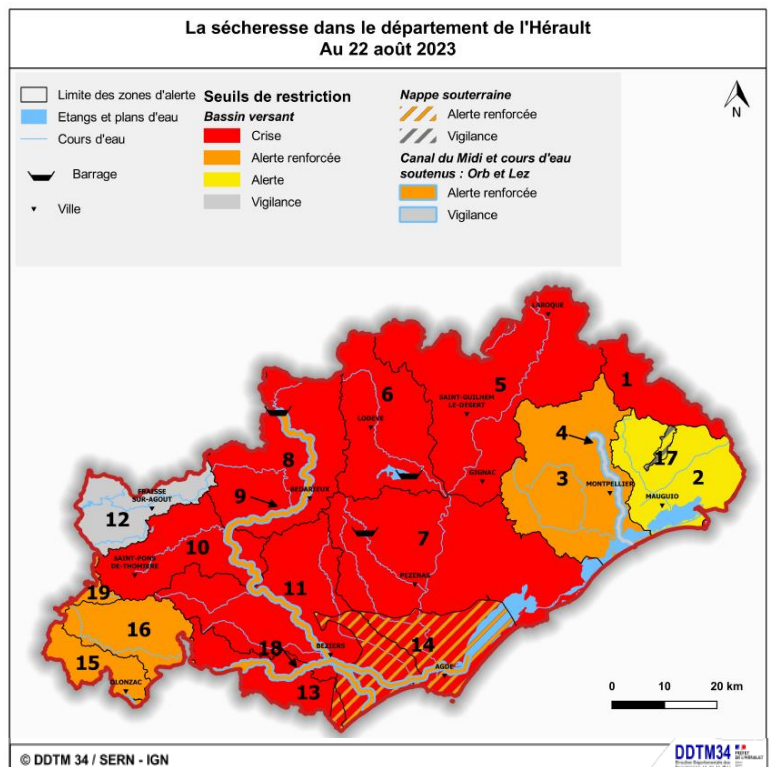 La sécheresse dans le département de l'Hérault
Au 22 août 2023
Limite des zones d'alerte
Etangs et plans d'eau
Cours d'eau
Barrage
Ville
Seuils de restriction
Bassin versant
Crise
Alerte renforcée
Alerte
Vigilance
Nappe souterraine
Alerte renforcée
Vigilance
Canal du Midi et cours d'eau
soutenus : Orb et Lez
Alerte renforcée
Vigilance
N
LAROQUE
1
5
6
SAINT-GUILHEM
LE-DESERT
LODEVE
4
17
8
3
2
GIGNAC
MONTPELLIER
BEDARIEUX
MAUGUIO
FRAISSE
SUR-AGOUT
9
12
7
10
SAINT-PONS
DE-THOMIERE
PEZENAS
19
11
16
18
BEZIERS
14
15
AGDE
OLONZAC
13
0 10 20 km
© DDTM 34 / SERN - IGN
DDTM34
PRÉFET
DE L'HÉRAULT